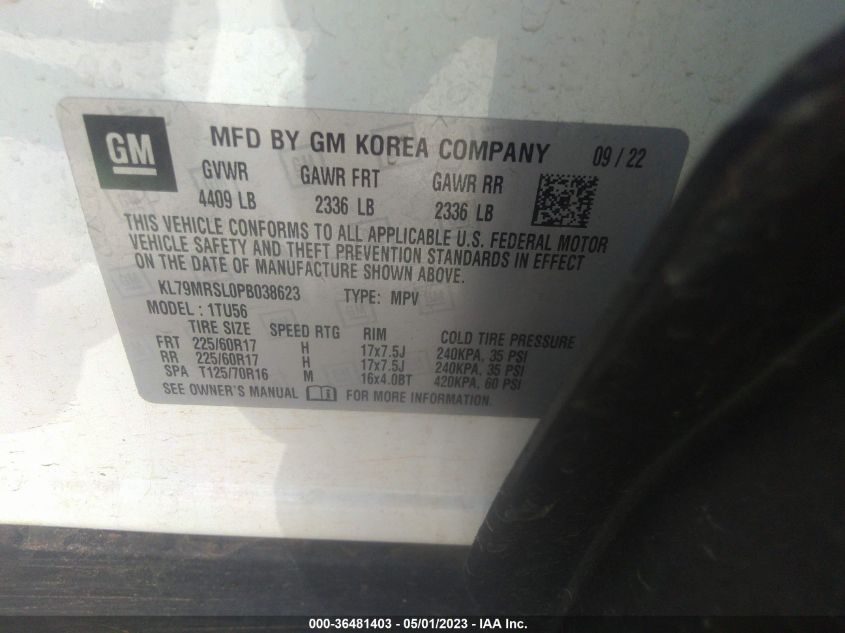 GM MFD BY GM KOREA COMPANY 09 / 22
GVWR GAWR FRT GAWR RR
4409 LB 2336 LB 2336 LB
THIS VEHICLE CONFORMS TO ALL APPLICABLE U.S. FEDERAL MOTOR
VEHICLE SAFETY AND THEFT PREVENTION STANDARDS IN EFFECT
ON THE DATE OF MANUFACTURE SHOWN ABOVE.
KL79MRSL0PB038623 TYPE: MPV
MODEL : 1TU56
TIRE SIZE SPEED RTG RIM COLD TIRE PRESSURE
FRT 225/60R17 H 17x7.5J 240KPA, 35 PSI
RR 225/60R17 H 17x7.5J 240KPA, 35 PSI
SPA T125/70R16 M 16x4.0BT 420KPA, 60 PSI
SEE OWNER'S MANUAL FOR MORE INFORMATION.
000-36481403 - 05/01/2023 - IAA Inc.